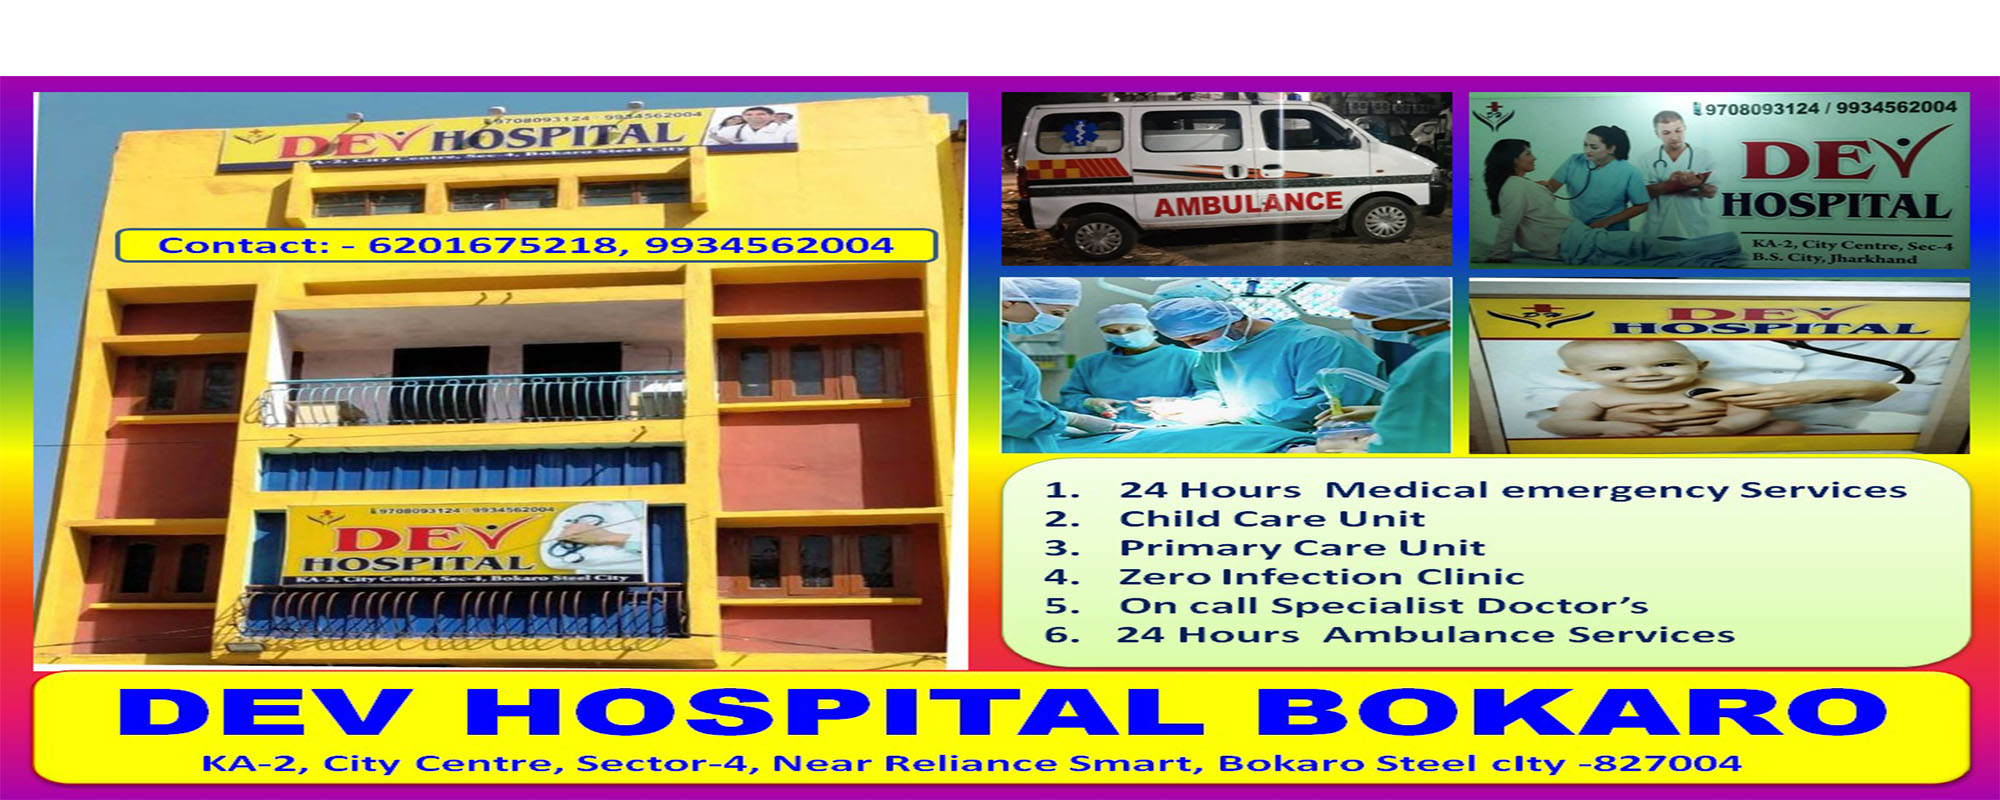 9708093124 9934562004
DEV HOSPITAL
KA-2, City Centre, Sec-4, Bokaro Steel City
Contact: - 6201675218, 9934562004
9708093124 / 9934562004
DEV
HOSPITAL
KA-2, City Centre, Sec-4, Bokaro Steel City
AMBULANCE
9708093124 / 9934562004
DEV
HOSPITAL
KA-2, City Centre, Sec-4
B.S. City, Jharkhand
DH
DEV
HOSPITAL
1. 24 Hours Medical emergency Services
2. Child Care Unit
3. Primary Care Unit
4. Zero Infection Clinic
5. On call Specialist Doctor’s
6. 24 Hours Ambulance Services
DEV HOSPITAL BOKARO
KA-2, City Centre, Sector-4, Near Reliance Smart, Bokaro Steel cIty -827004